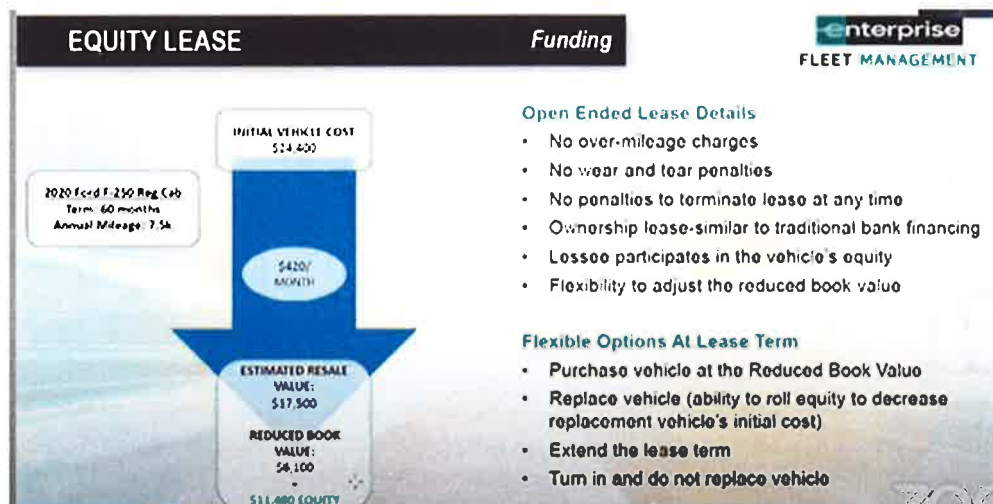 EQUITY LEASE
Funding
enterprise
FLEET MANAGEMENT
INITIAL VEHICLE COST
$24,400
2020 Ford F-250 Reg Cab
Term: 60 months
Annual Mileage: 7.5k
$420/
MONTH
ESTIMATED RESALE
VALUE:
$17,500
REDUCED BOOK
VALUE:
$6,100
$11,400 EQUITY
Open Ended Lease Details
• No over-mileage charges
• No wear and tear penalties
• No penalties to terminate lease at any time
• Ownership lease-similar to traditional bank financing
• Lessee participates in the vehicle's equity
• Flexibility to adjust the reduced book value
Flexible Options At Lease Term
• Purchase vehicle at the Reduced Book Value
• Replace vehicle (ability to roll equity to decrease
replacement vehicle's initial cost)
• Extend the lease term
• Turn in and do not replace vehicle